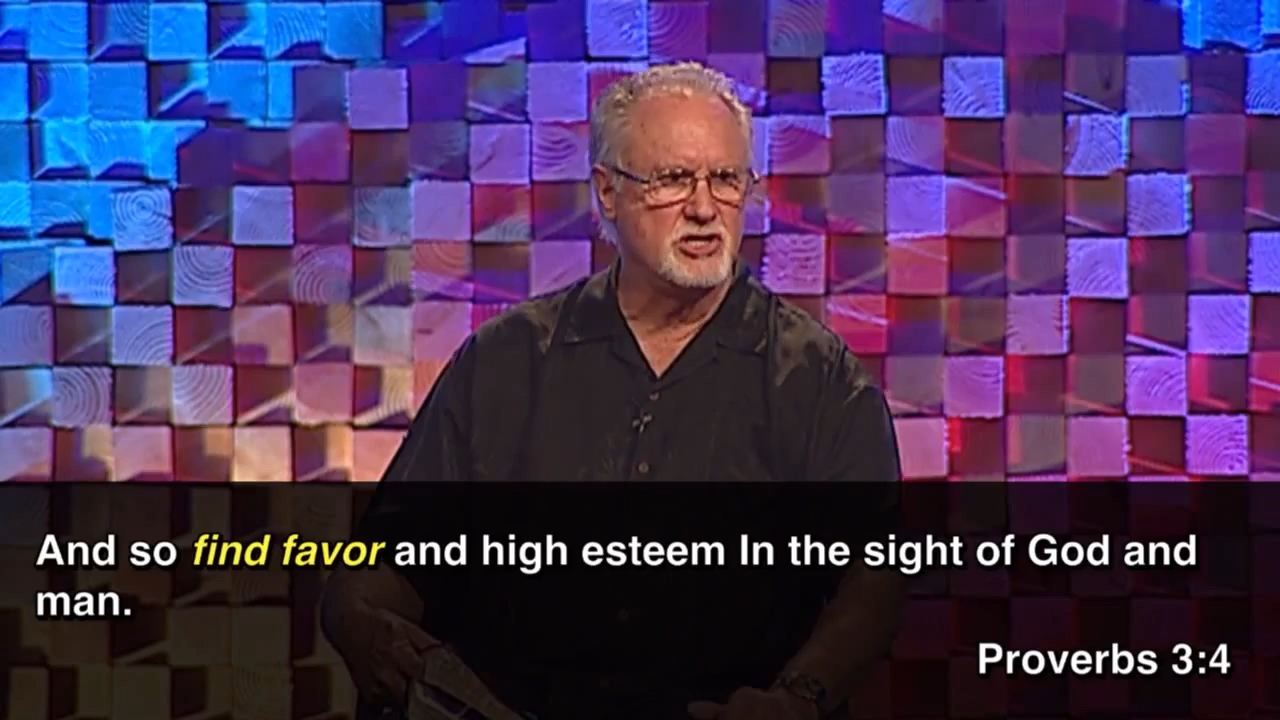 And so find favor and high esteem In the sight of God and
man.
Proverbs 3:4